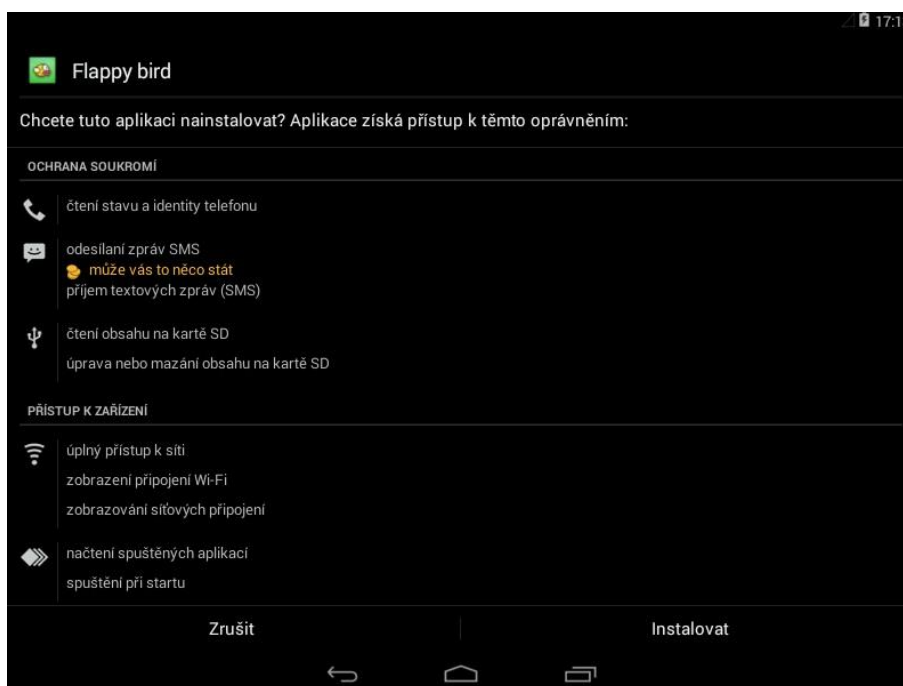 17:1
Flappy bird
Chcete tuto aplikaci nainstalovat? Aplikace získá přístup k těmto oprávněním:
OCHRANA SOUKROMÍ
čtení stavu a identity telefonu
odesílaní zpráv SMS
může vás to něco stát
příjem textových zpráv (SMS)
čtení obsahu na kartě SD
úprava nebo mazání obsahu na kartě SD
PŘÍSTUP K ZAŘÍZENÍ
úplný přístup k síti
zobrazení připojení Wi-Fi
zobrazování síťových připojení
načtení spuštěných aplikací
spuštění při startu
Zrušit
Instalovat